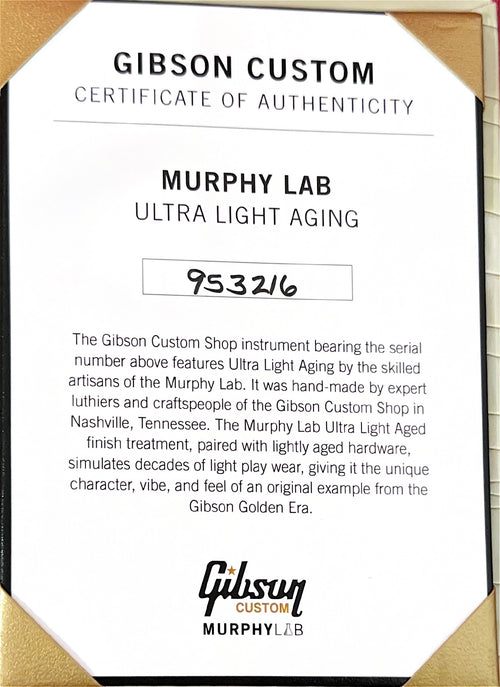 GIBSON CUSTOM
CERTIFICATE OF AUTHENTICITY
MURPHY LAB
ULTRA LIGHT AGING
953216
The Gibson Custom Shop instrument bearing the serial
number above features Ultra Light Aging by the skilled
artisans of the Murphy Lab. It was hand-made by expert
luthiers and craftspeople of the Gibson Custom Shop in
Nashville, Tennessee. The Murphy Lab Ultra Light Aged
finish treatment, paired with lightly aged hardware,
simulates decades of light play wear, giving it the unique
character, vibe, and feel of an original example from the
Gibson Golden Era.
Gibson
CUSTOM
MURPHYLAB